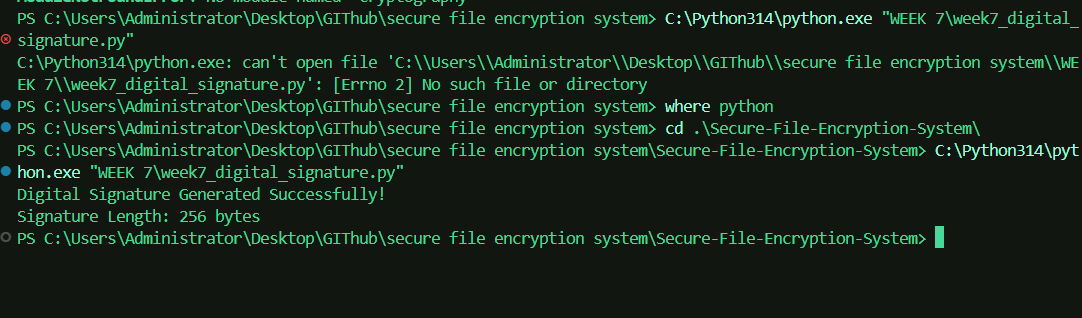 PS C:\Users\Administrator\Desktop\GIThub\secure file encryption system> C:\Python314\python.exe "WEEK 7\week7_digital_
signature.py"
C:\Python314\python.exe: can't open file 'C:\\Users\\Administrator\\Desktop\\GIThub\\secure file encryption system\\WE
EK 7\\week7_digital_signature.py': [Errno 2] No such file or directory
PS C:\Users\Administrator\Desktop\GIThub\secure file encryption system> where python
PS C:\Users\Administrator\Desktop\GIThub\secure file encryption system> cd .\Secure-File-Encryption-System\
PS C:\Users\Administrator\Desktop\GIThub\secure file encryption system\Secure-File-Encryption-System> C:\Python314\pyt
hon.exe "WEEK 7\week7_digital_signature.py"
Digital Signature Generated Successfully!
Signature Length: 256 bytes
PS C:\Users\Administrator\Desktop\GIThub\secure file encryption system\Secure-File-Encryption-System>